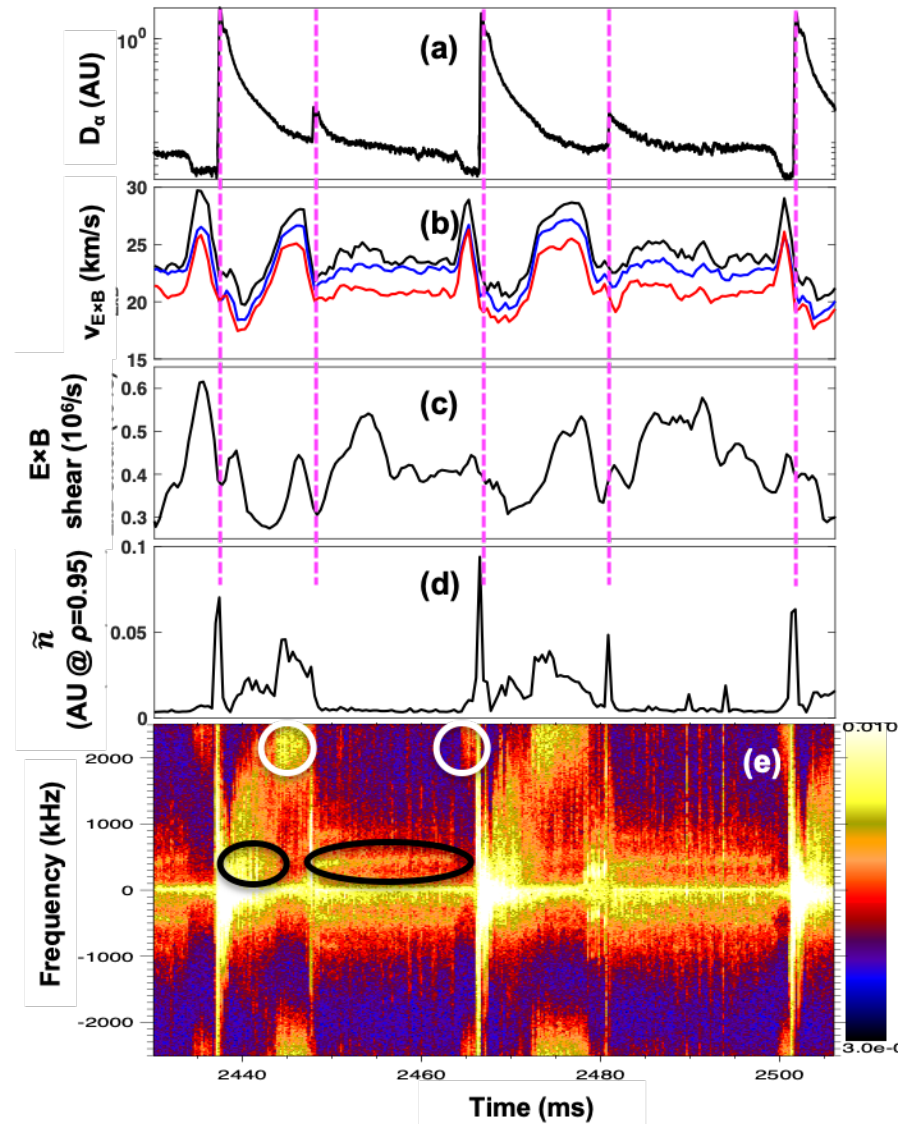 (a)
10⁰
Dα (AU)
(b)
30
25
20
15
vE×B (km/s)
(c)
0.6
0.5
0.4
0.3
E×B
shear (10⁶/s)
(d)
0.1
0.05
0
ñ
(AU @ ρ=0.95)
(e)
2000
1000
0
-1000
-2000
Frequency (kHz)
0.010
3.0e-0
2440 2460 2480 2500
Time (ms)